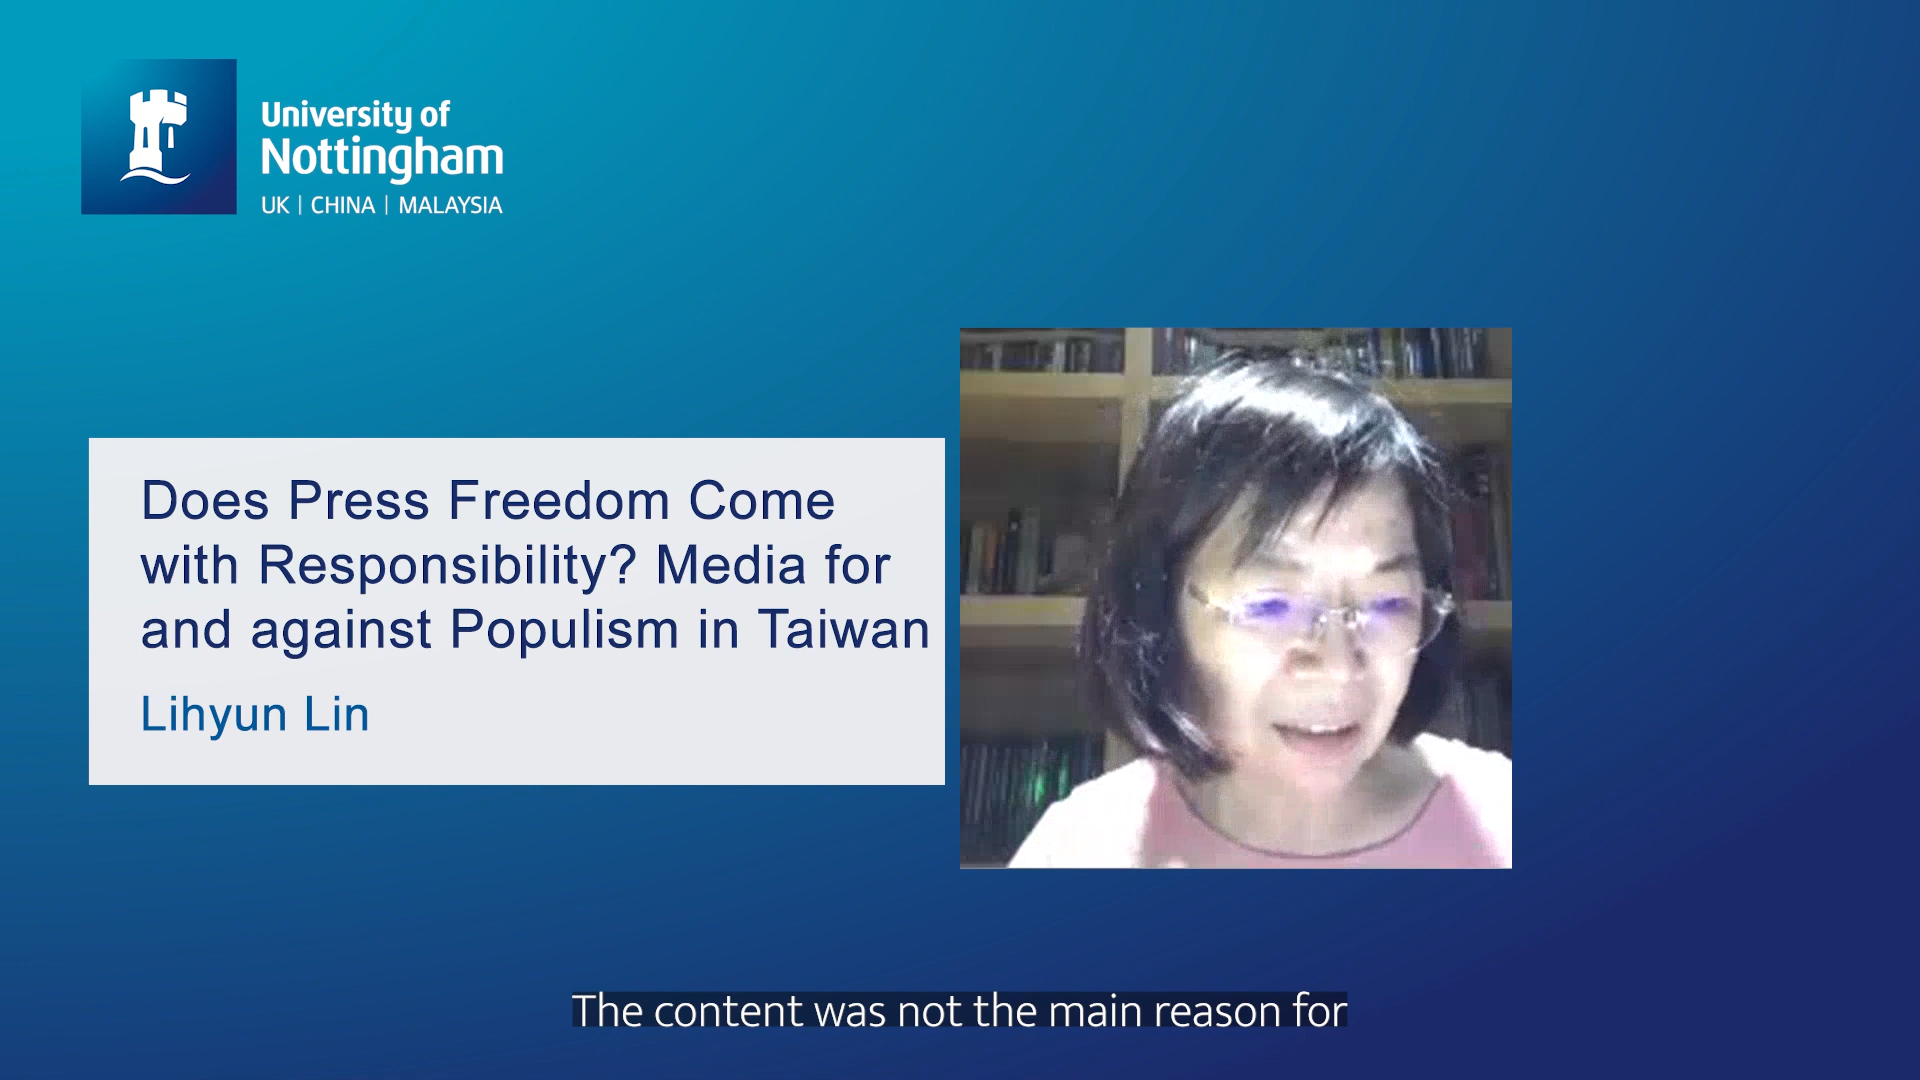 University of
Nottingham
UK | CHINA | MALAYSIA
Does Press Freedom Come
with Responsibility? Media for
and against Populism in Taiwan
Lihyun Lin
The content was not the main reason for